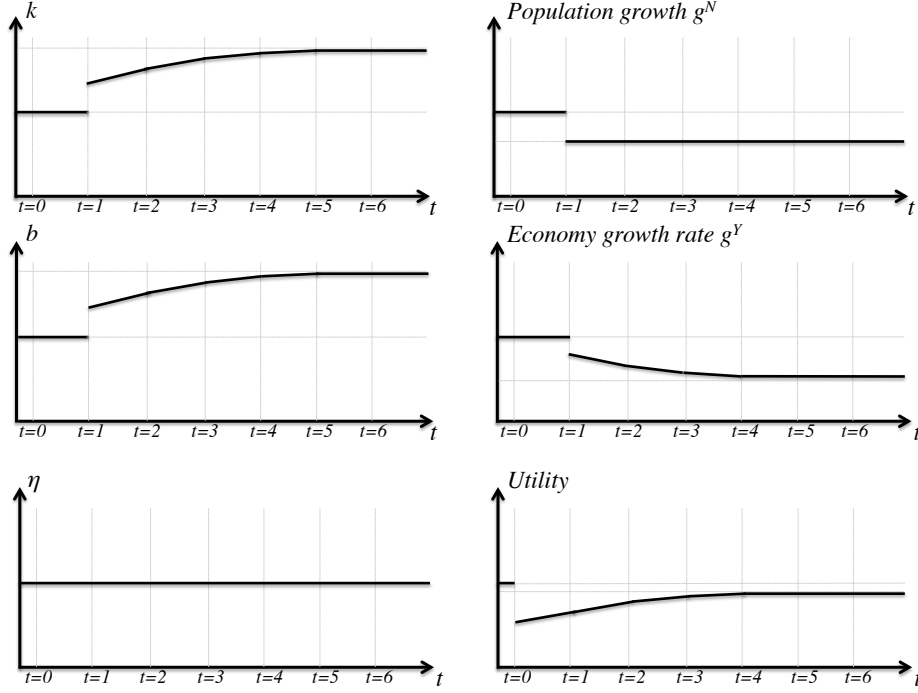 k
t=0 t=1 t=2 t=3 t=4 t=5 t=6 t
Population growth g^N
t=0 t=1 t=2 t=3 t=4 t=5 t=6 t
b
t=0 t=1 t=2 t=3 t=4 t=5 t=6 t
Economy growth rate g^Y
t=0 t=1 t=2 t=3 t=4 t=5 t=6 t
η
t=0 t=1 t=2 t=3 t=4 t=5 t=6 t
Utility
t=0 t=1 t=2 t=3 t=4 t=5 t=6 t